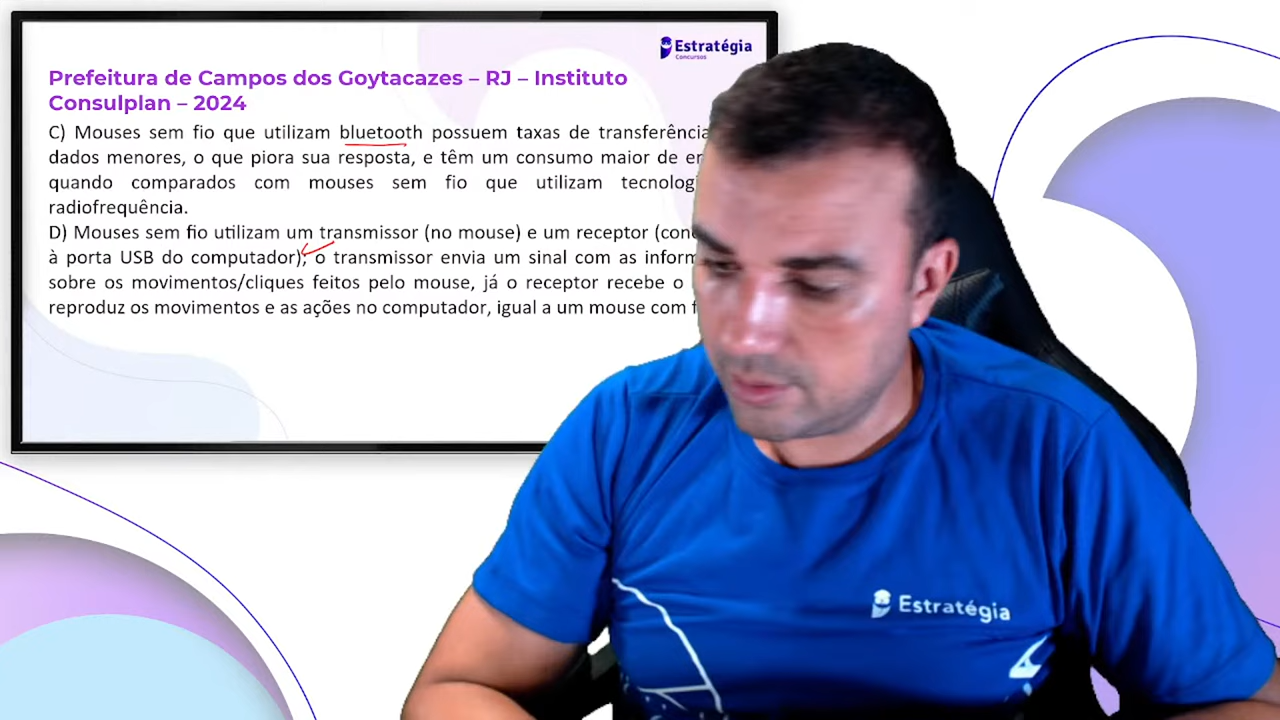 Estratégia
Concursos
Prefeitura de Campos dos Goytacazes – RJ – Instituto
Consulplan – 2024
C) Mouses sem fio que utilizam bluetooth possuem taxas de transferência
dados menores, o que piora sua resposta, e têm um consumo maior de
quando comparados com mouses sem fio que utilizam
radiofrequência.
D) Mouses sem fio utilizam um transmissor (no mouse) e um receptor
à porta USB do computador); o transmissor envia um sinal com as
sobre os movimentos/cliques feitos pelo mouse, já o receptor recebe o
reproduz os movimentos e as ações no computador, igual a um mouse com
Estratégia